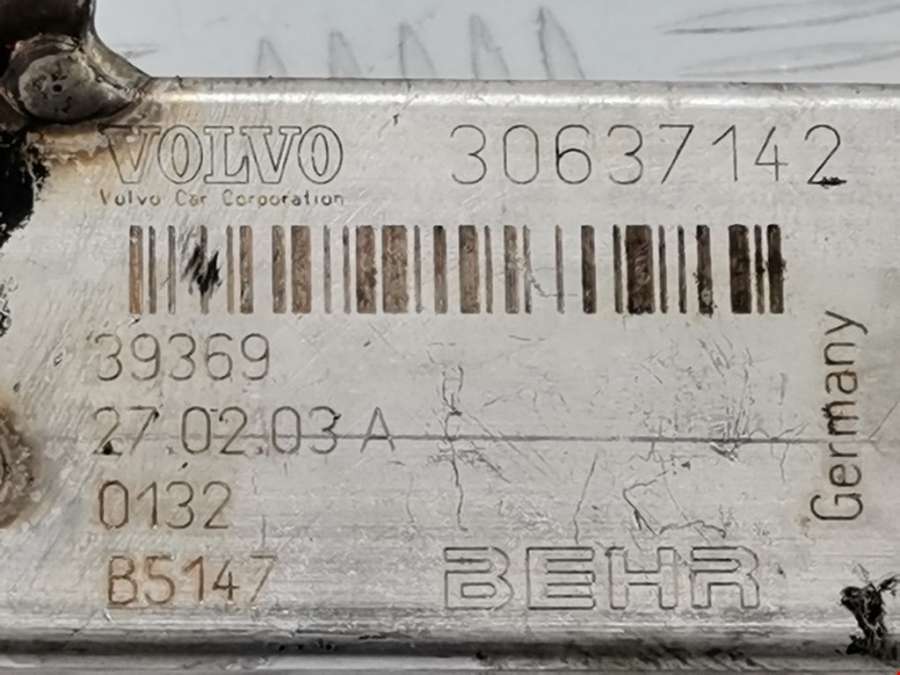 VOLVO 30637142
Volvo Car Corporation
39369
27.02.03 A
0132
B5147
BEHR
Germany